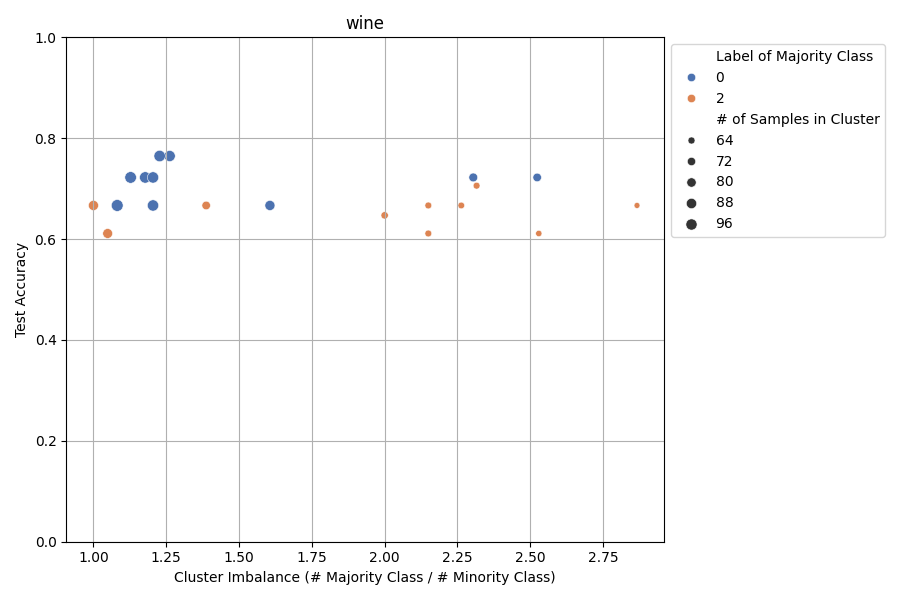 wine
1.0
0.8
0.6
0.4
0.2
0.0
Test Accuracy
1.00 1.25 1.50 1.75 2.00 2.25 2.50 2.75
Cluster Imbalance (# Majority Class / # Minority Class)
Label of Majority Class
0
2
# of Samples in Cluster
64
72
80
88
96